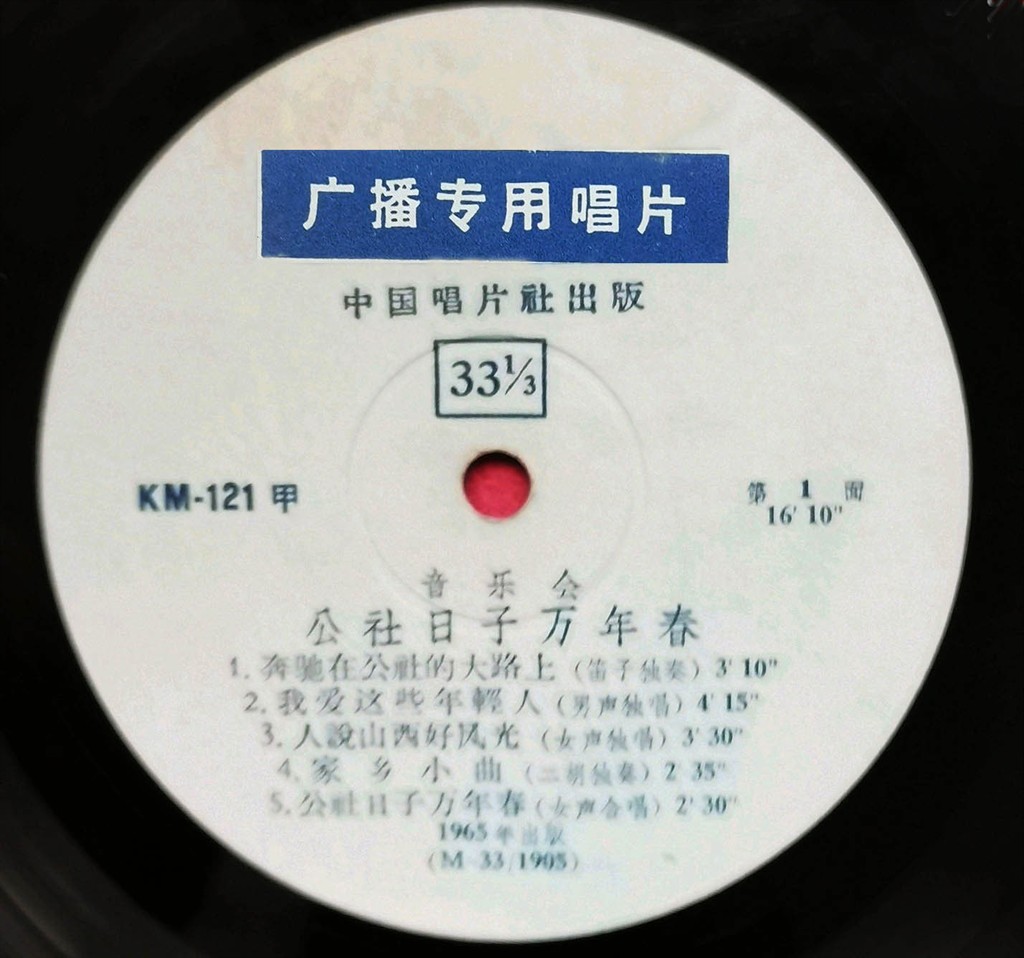 广播专用唱片
中国唱片社出版
33⅓
KM-121 甲
第 1 面
16′ 10″
音乐会
公社日子万年春
1. 奔驰在公社的大路上（笛子独奏）3′ 10″
2. 我爱这些年輕人（男声独唱）4′ 15″
3. 人說山西好风光（女声独唱）3′ 30″
4. 家乡小曲（二胡独奏）2′ 35″
5. 公社日子万年春（女声合唱）2′ 30″
1965年出版
（M-33/1905）